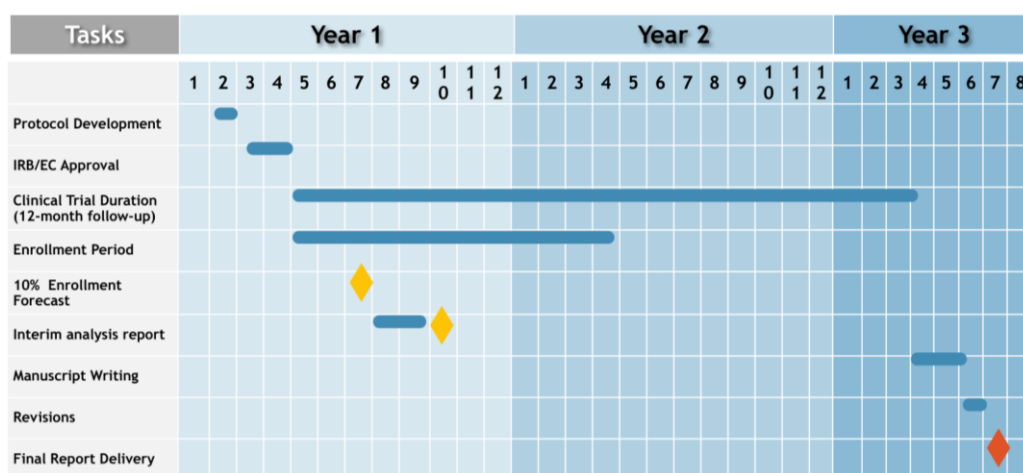 Tasks Year 1 Year 2 Year 3
1 2 3 4 5 6 7 8 9 10 11 12 1 2 3 4 5 6 7 8 9 10 11 12 1 2 3 4 5 6 7 8
Protocol Development
IRB/EC Approval
Clinical Trial Duration
(12-month follow-up)
Enrollment Period
10% Enrollment
Forecast
Interim analysis report
Manuscript Writing
Revisions
Final Report Delivery